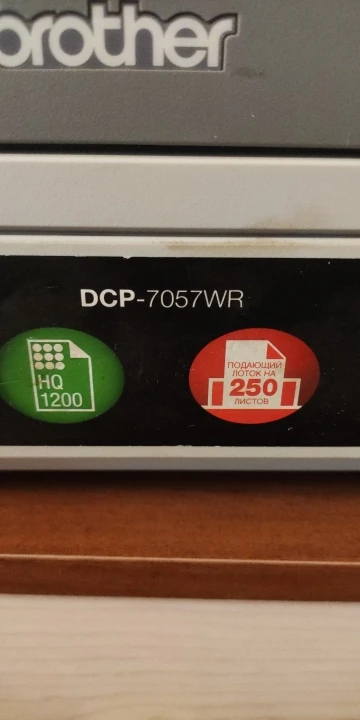 brother
DCP-7057WR
HQ
1200
ПОДАЮЩИЙ
ЛОТОК НА
250
ЛИСТОВ